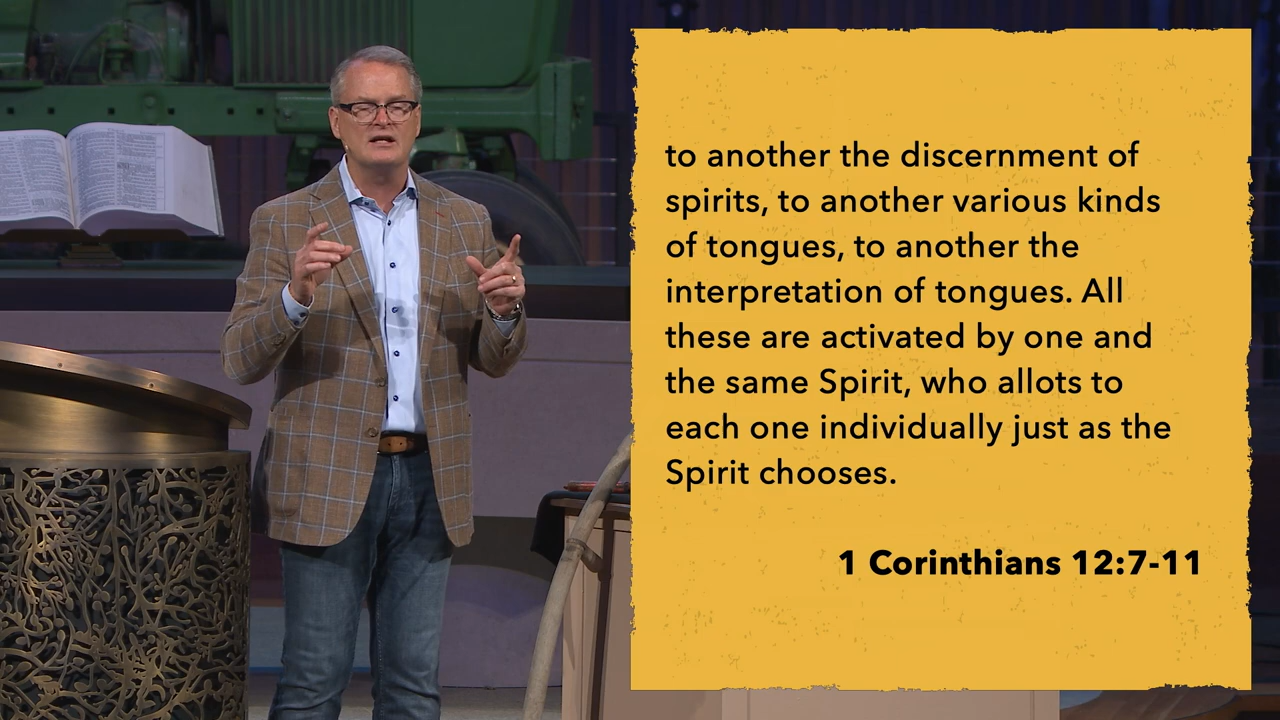 to another the discernment of
spirits, to another various kinds
of tongues, to another the
interpretation of tongues. All
these are activated by one and
the same Spirit, who allots to
each one individually just as the
Spirit chooses.
1 Corinthians 12:7-11